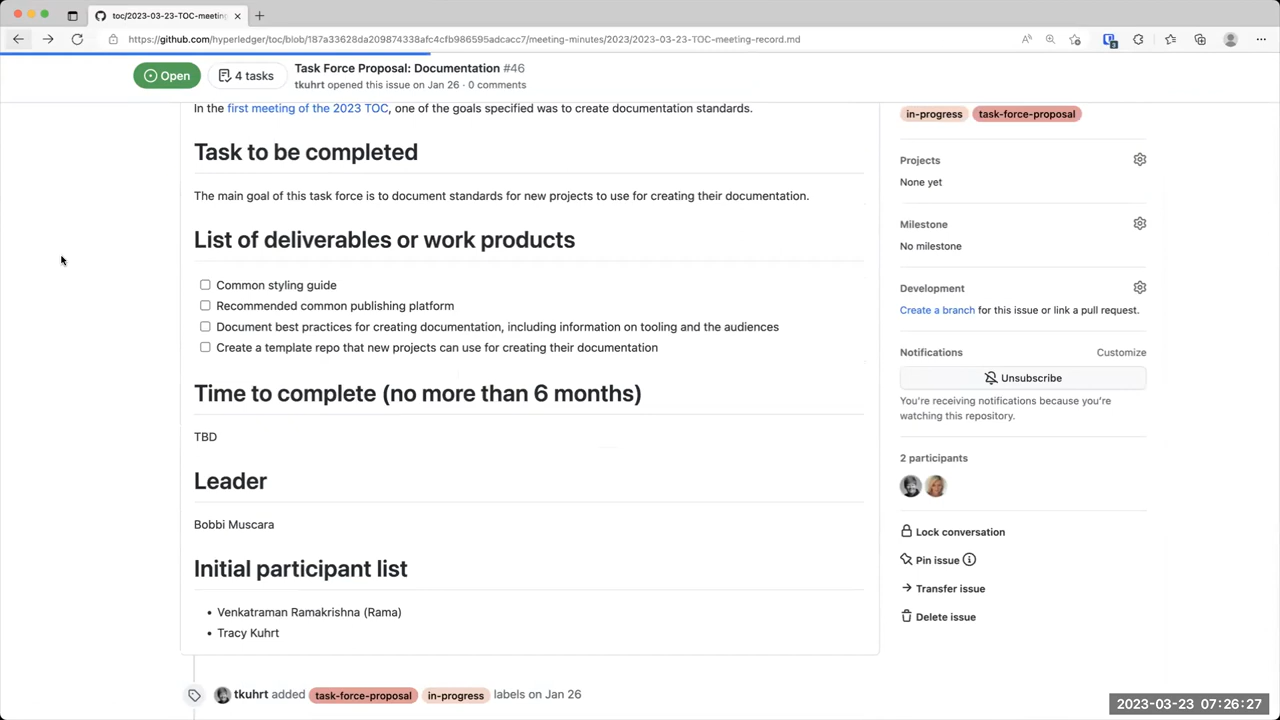 toc/2023-03-23-TOC-meeting-
https://github.com/hyperledger/toc/blob/187a33628da209874338afc4cfb986595adcacc7/meeting-minutes/2023/2023-03-23-TOC-meeting-record.md
Open
4 tasks
Task Force Proposal: Documentation #46
tkuhrt opened this issue on Jan 26 · 0 comments
In the first meeting of the 2023 TOC, one of the goals specified was to create documentation standards.
Task to be completed
The main goal of this task force is to document standards for new projects to use for creating their documentation.
List of deliverables or work products
Common styling guide
Recommended common publishing platform
Document best practices for creating documentation, including information on tooling and the audiences
Create a template repo that new projects can use for creating their documentation
Time to complete (no more than 6 months)
TBD
Leader
Bobbi Muscara
Initial participant list
• Venkatraman Ramakrishna (Rama)
• Tracy Kuhrt
tkuhrt added task-force-proposal in-progress labels on Jan 26
in-progress task-force-proposal
Projects
None yet
Milestone
No milestone
Development
Create a branch for this issue or link a pull request.
Notifications Customize
Unsubscribe
You're receiving notifications because you're
watching this repository.
2 participants
Lock conversation
Pin issue
Transfer issue
Delete issue
2023-03-23 07:26:27